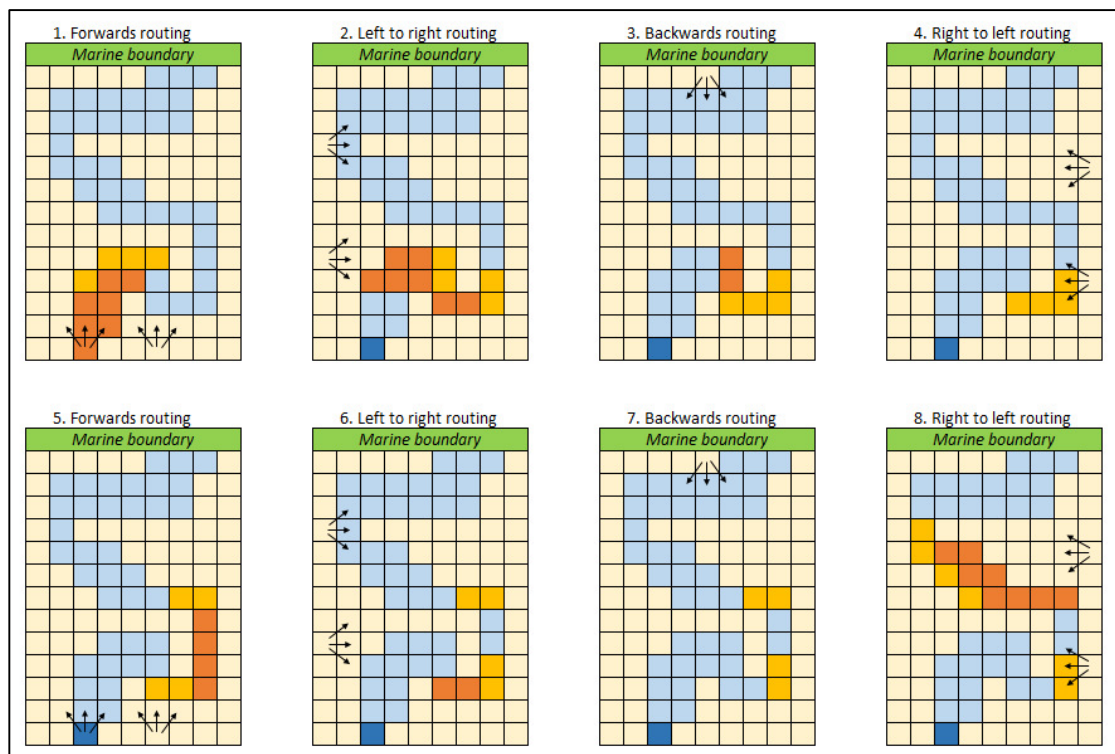 1. Forwards routing
Marine boundary
2. Left to right routing
Marine boundary
3. Backwards routing
Marine boundary
4. Right to left routing
Marine boundary
5. Forwards routing
Marine boundary
6. Left to right routing
Marine boundary
7. Backwards routing
Marine boundary
8. Right to left routing
Marine boundary